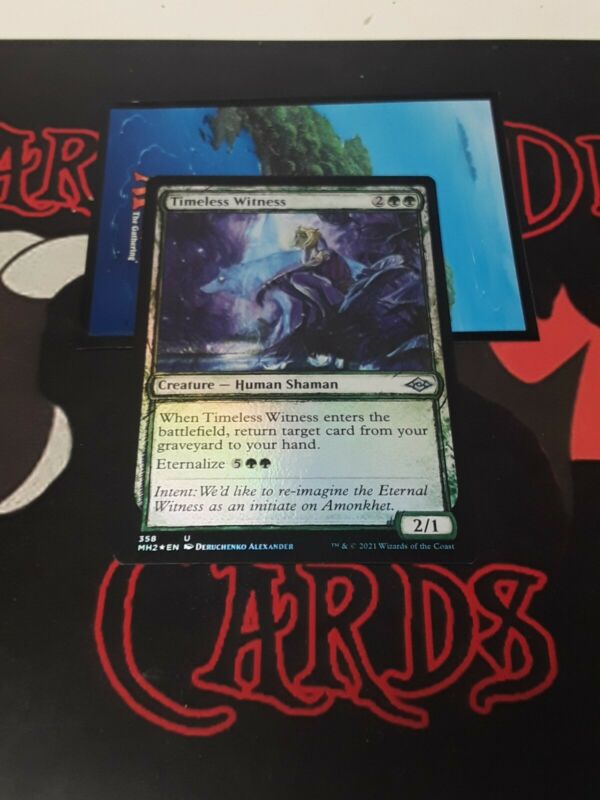 AR
D
The Gathering
Timeless Witness 2
Creature — Human Shaman
When Timeless Witness enters the
battlefield, return target card from your
graveyard to your hand.
Eternalize 5
Intent: We'd like to re-imagine the Eternal
Witness as an initiate on Amonkhet.
2/1
358 U
MH2★EN Deruchenko Alexander
™ & © 2021 Wizards of the Coast
CARDS